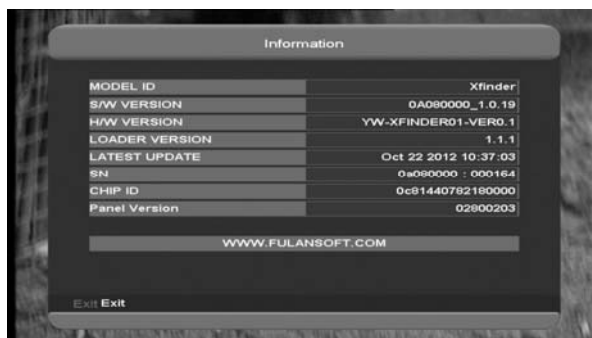 Information
MODEL ID Xfinder
S/W VERSION 0A080000_1.0.19
H/W VERSION YW-XFINDER01-VER0.1
LOADER VERSION 1.1.1
LATEST UPDATE Oct 22 2012 10:37:03
SN 0a080000 : 000164
CHIP ID 0c81440782180000
Panel Version 02800203
WWW.FULANSOFT.COM
Exit Exit